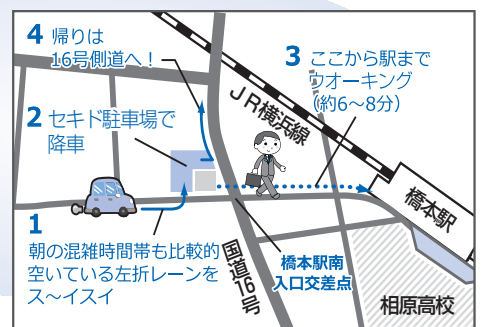 4 帰りは
16号側道へ！
3 ここから駅まで
ウオーキング
（約6〜8分）
JR横浜線
2 セキド駐車場で
降車
橋本駅
1
朝の混雑時間帯も比較的
空いている左折レーンを
ス〜イスイ
国道16号
橋本駅南
入口交差点
相原高校